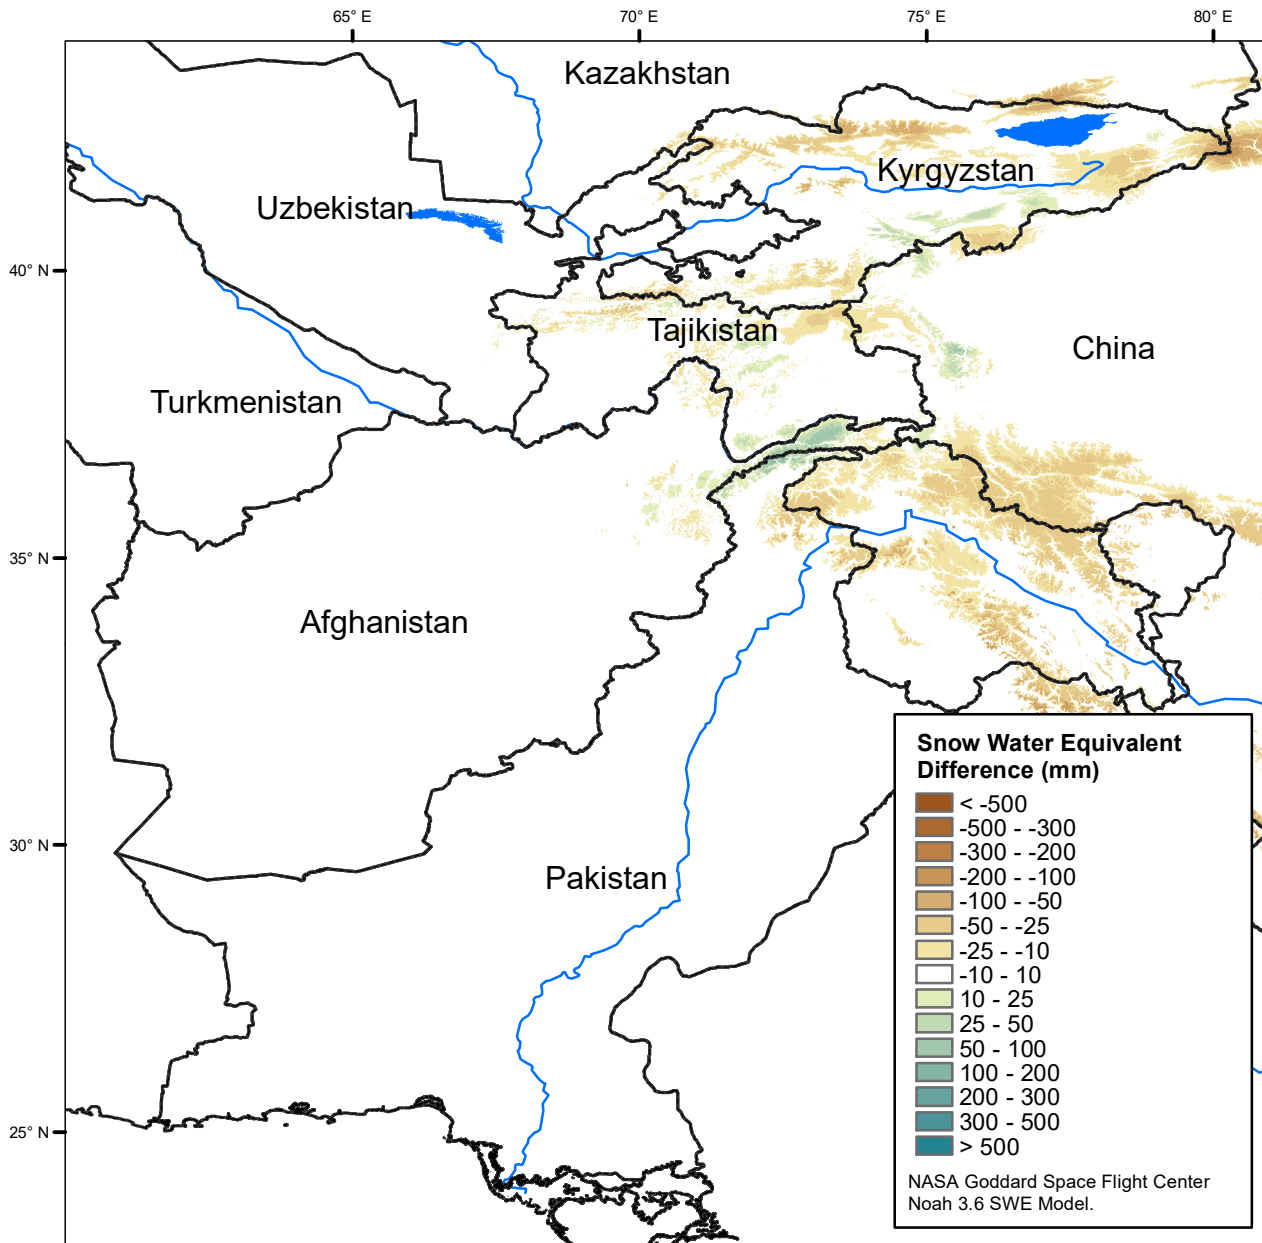 65° E
70° E
75° E
80° E
Kazakhstan
Kyrgyzstan
Uzbekistan
40° N
Tajikistan
China
Turkmenistan
35° N
Afghanistan
30° N
Pakistan
25° N
Snow Water Equivalent
Difference (mm)
< -500
-500 - -300
-300 - -200
-200 - -100
-100 - -50
-50 - -25
-25 - -10
-10 - 10
10 - 25
25 - 50
50 - 100
100 - 200
200 - 300
300 - 500
> 500
NASA Goddard Space Flight Center
Noah 3.6 SWE Model.